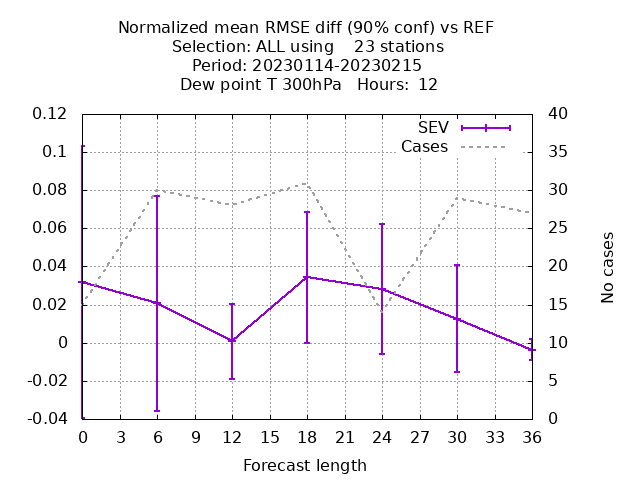 Normalized mean RMSE diff (90% conf) vs REF
Selection: ALL using    23 stations
Period: 20230114-20230215
Dew point T 300hPa   Hours:  12
SEV
Cases
0.12
0.1
0.08
0.06
0.04
0.02
0
-0.02
-0.04
40
35
30
25
20
15
10
5
0
No cases
0 3 6 9 12 15 18 21 24 27 30 33 36
Forecast length